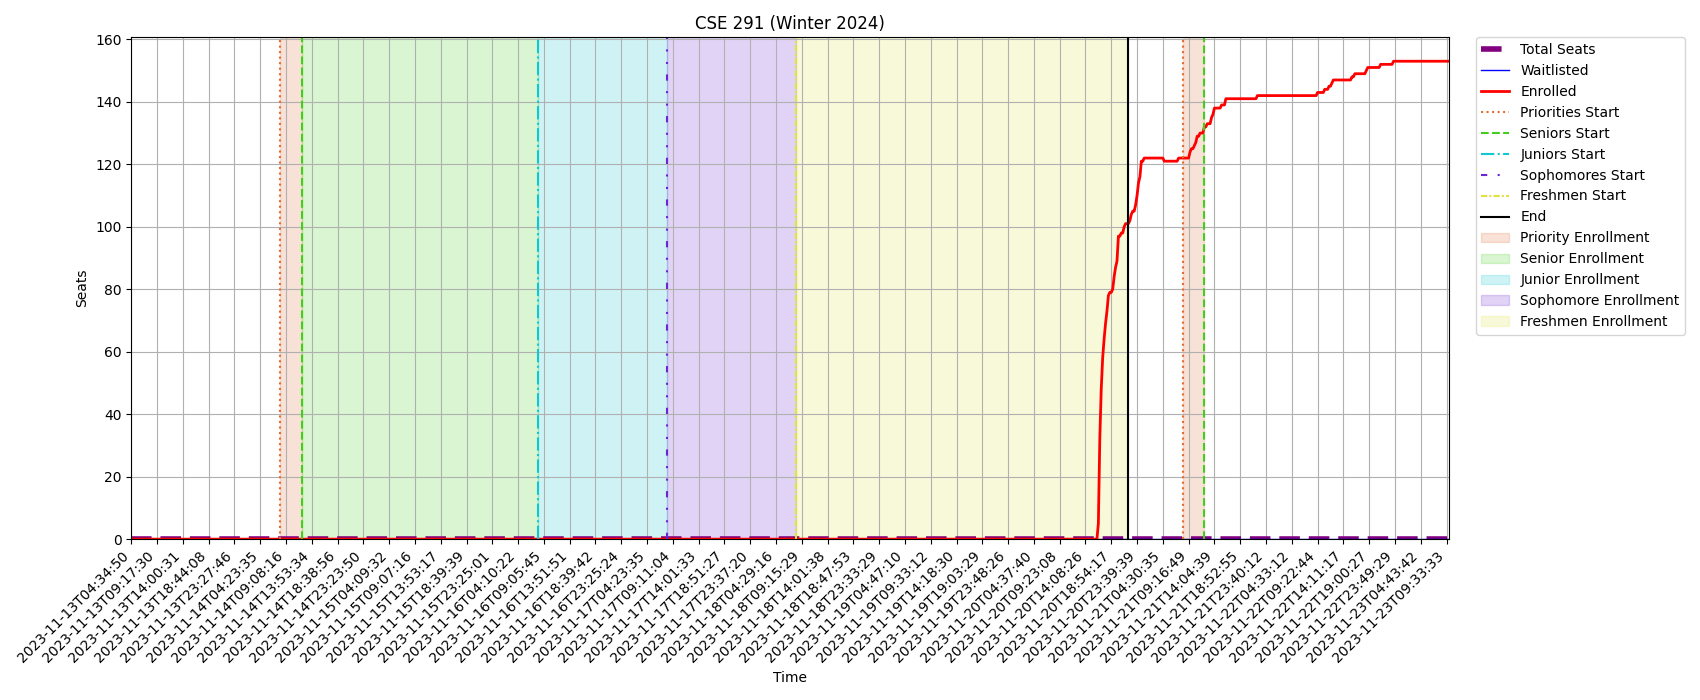 CSE 291 (Winter 2024)
160
140
120
100
80
60
40
20
0
Seats
2023-11-13T04:34:50
2023-11-13T09:17:30
2023-11-13T14:00:31
2023-11-13T18:44:08
2023-11-13T23:27:46
2023-11-14T04:23:35
2023-11-14T09:08:16
2023-11-14T13:53:34
2023-11-14T18:38:56
2023-11-14T23:23:50
2023-11-15T04:09:32
2023-11-15T09:07:16
2023-11-15T13:53:17
2023-11-15T18:39:39
2023-11-15T23:25:01
2023-11-16T04:10:22
2023-11-16T09:05:45
2023-11-16T13:51:51
2023-11-16T18:39:42
2023-11-16T23:25:24
2023-11-17T04:23:35
2023-11-17T09:11:04
2023-11-17T14:01:33
2023-11-17T18:51:27
2023-11-17T23:37:20
2023-11-18T04:29:16
2023-11-18T09:15:29
2023-11-18T14:01:38
2023-11-18T18:47:53
2023-11-18T23:33:29
2023-11-19T04:47:10
2023-11-19T09:33:12
2023-11-19T14:18:30
2023-11-19T19:03:29
2023-11-19T23:48:26
2023-11-20T04:37:40
2023-11-20T09:23:08
2023-11-20T14:08:26
2023-11-20T18:54:17
2023-11-20T23:39:39
2023-11-21T04:30:35
2023-11-21T09:16:49
2023-11-21T14:04:39
2023-11-21T18:52:55
2023-11-21T23:40:12
2023-11-22T04:33:12
2023-11-22T09:22:44
2023-11-22T14:11:17
2023-11-22T19:00:27
2023-11-22T23:49:29
2023-11-23T04:43:42
2023-11-23T09:33:33
Time
Total Seats
Waitlisted
Enrolled
Priorities Start
Seniors Start
Juniors Start
Sophomores Start
Freshmen Start
End
Priority Enrollment
Senior Enrollment
Junior Enrollment
Sophomore Enrollment
Freshmen Enrollment